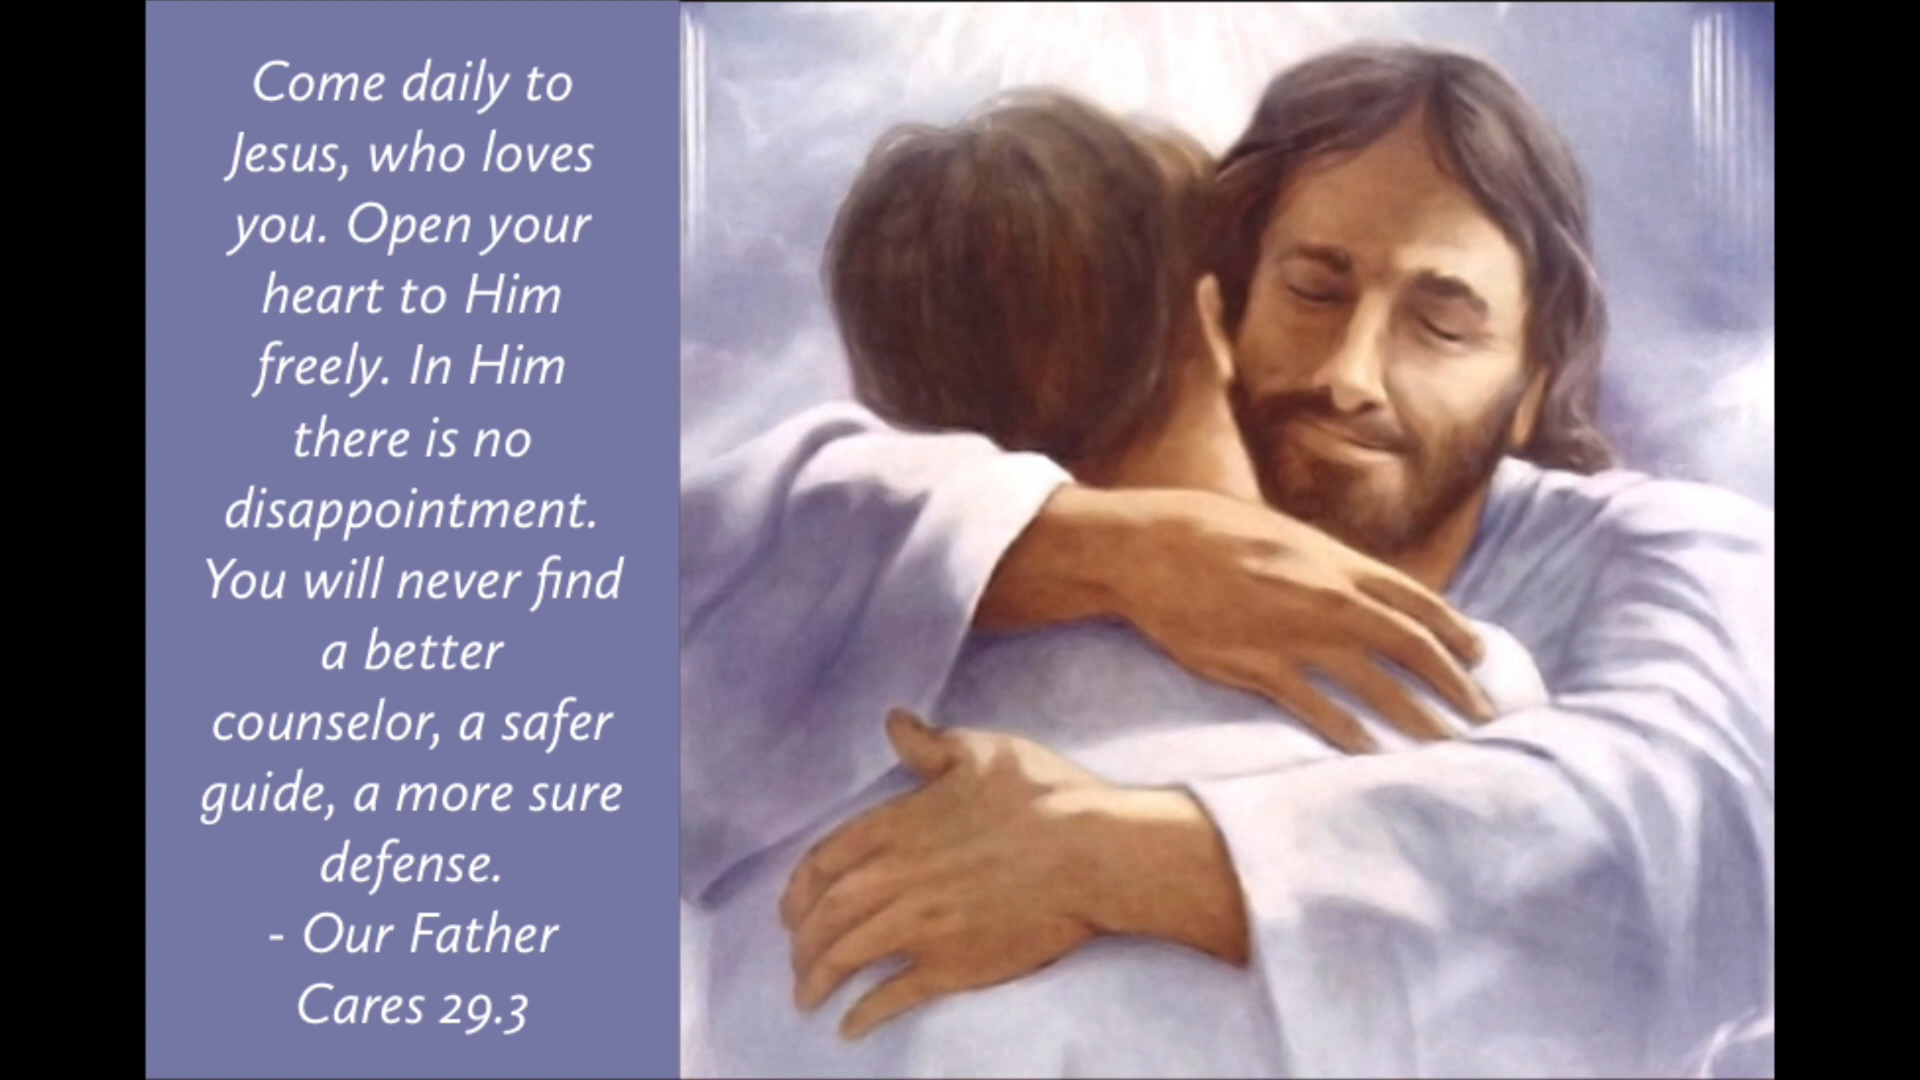 Come daily to
Jesus, who loves
you. Open your
heart to Him
freely. In Him
there is no
disappointment.
You will never find
a better
counselor, a safer
guide, a more sure
defense.
- Our Father
Cares 29.3